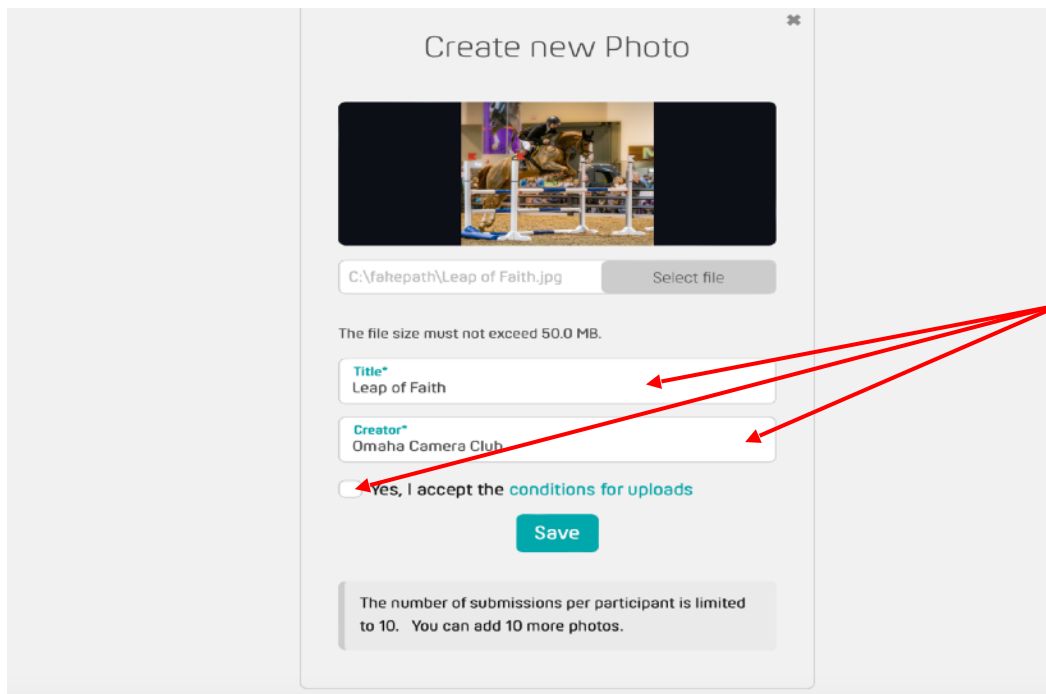 Create new Photo
C:\fakepath\Leap of Faith.jpg
Select file
The file size must not exceed 50.0 MB.
Title*
Leap of Faith
Creator*
Omaha Camera Club
Yes, I accept the conditions for uploads
Save
The number of submissions per participant is limited
to 10. You can add 10 more photos.